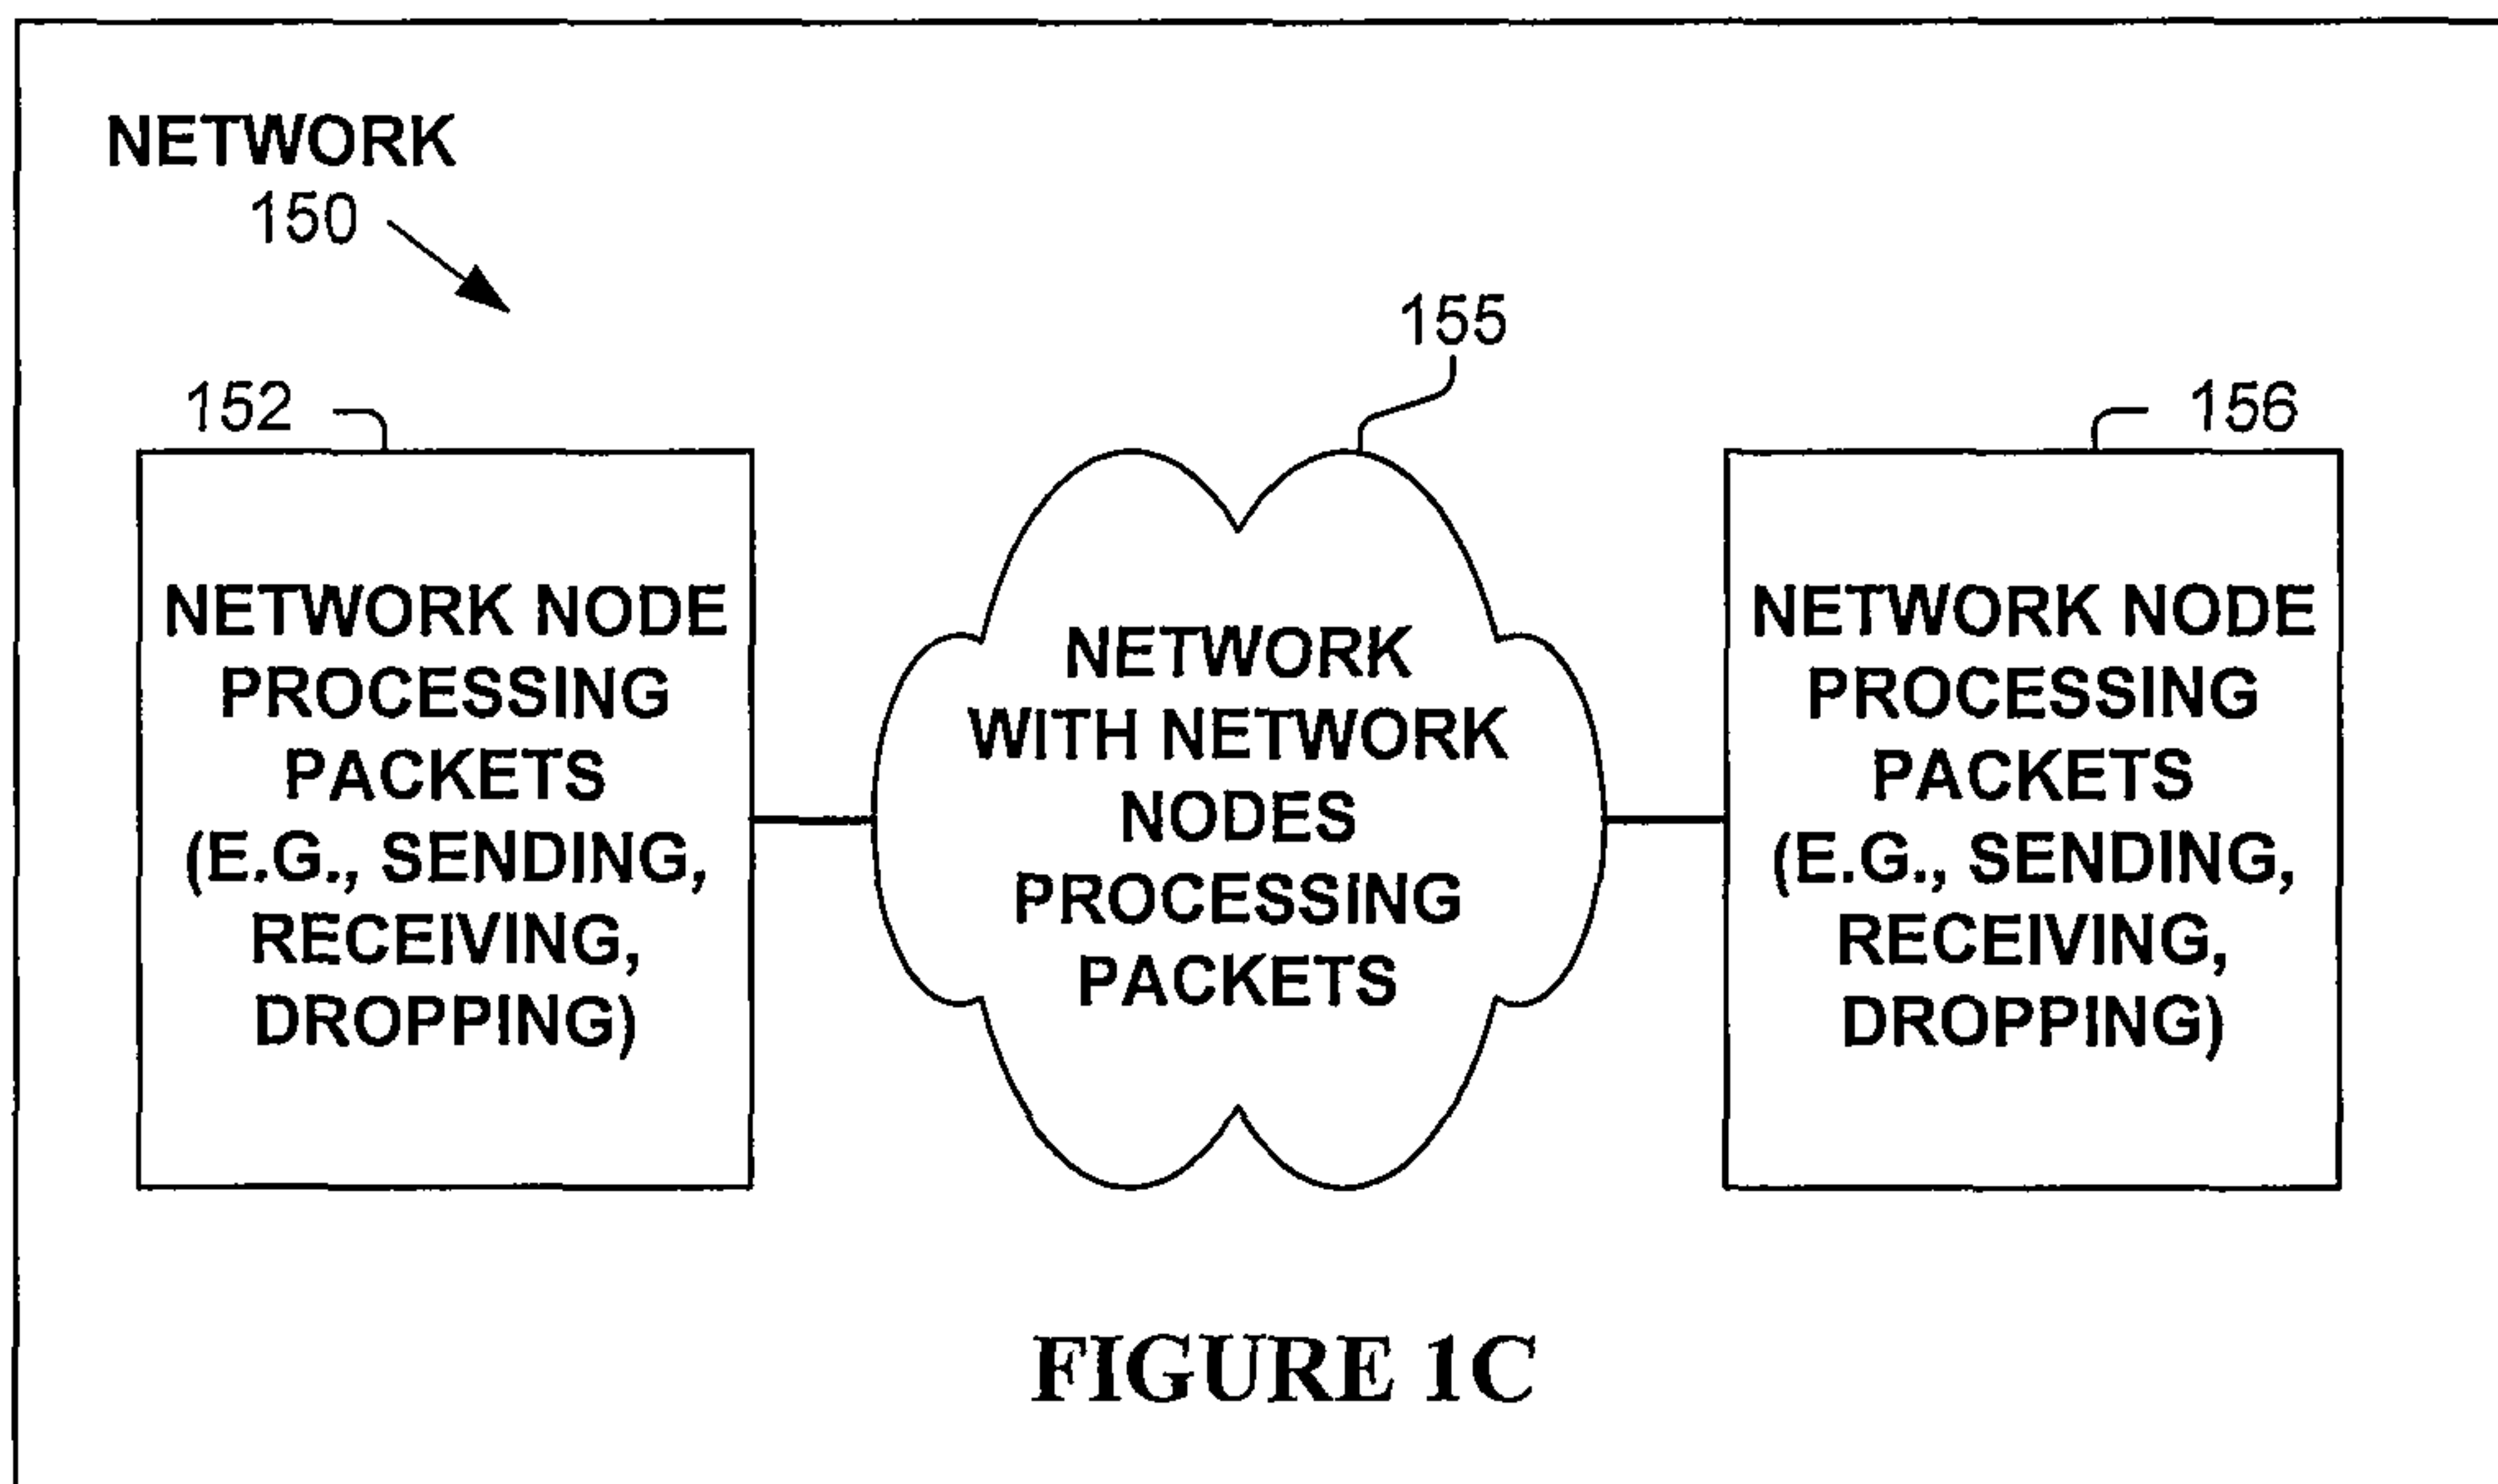 NETWORK
150
155
152
156
NETWORK NODE
PROCESSING
PACKETS
(E.G., SENDING,
RECEIVING,
DROPPING)
NETWORK
WITH NETWORK
NODES
PROCESSING
PACKETS
NETWORK NODE
PROCESSING
PACKETS
(E.G., SENDING,
RECEIVING,
DROPPING)
FIGURE 1C